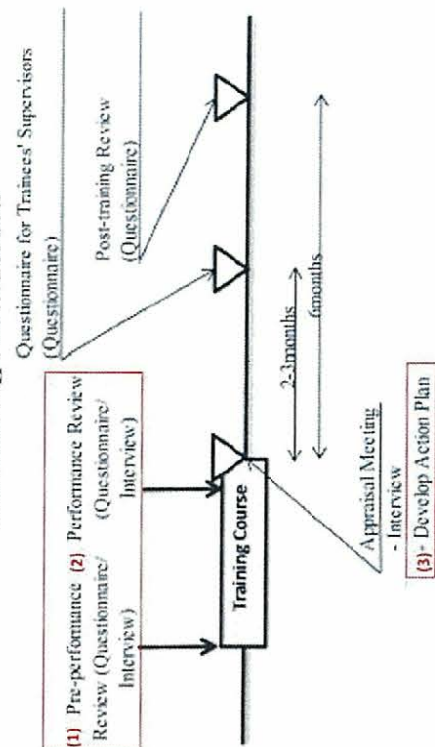 Questionnaire for Trainees' Supervisors
(Questionnaire)
Post-training Review
(Questionnaire)
(1) Pre-performance
Review (Questionnaire/
Interview)
(2) Performance Review
(Questionnaire/
Interview)
Training Course
2-3months
6months
Appraisal Meeting
- Interview
(3)- Develop Action Plan